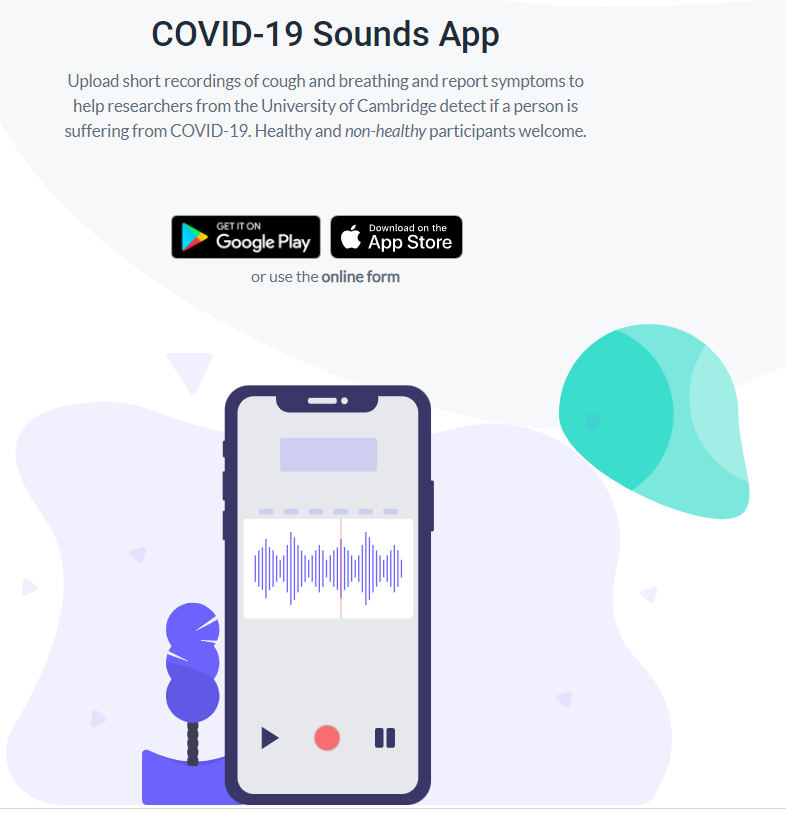 COVID-19 Sounds App
Upload short recordings of cough and breathing and report symptoms to
help researchers from the University of Cambridge detect if a person is
suffering from COVID-19. Healthy and non-healthy participants welcome.
GET IT ON
Google Play
Download on the
App Store
or use the online form